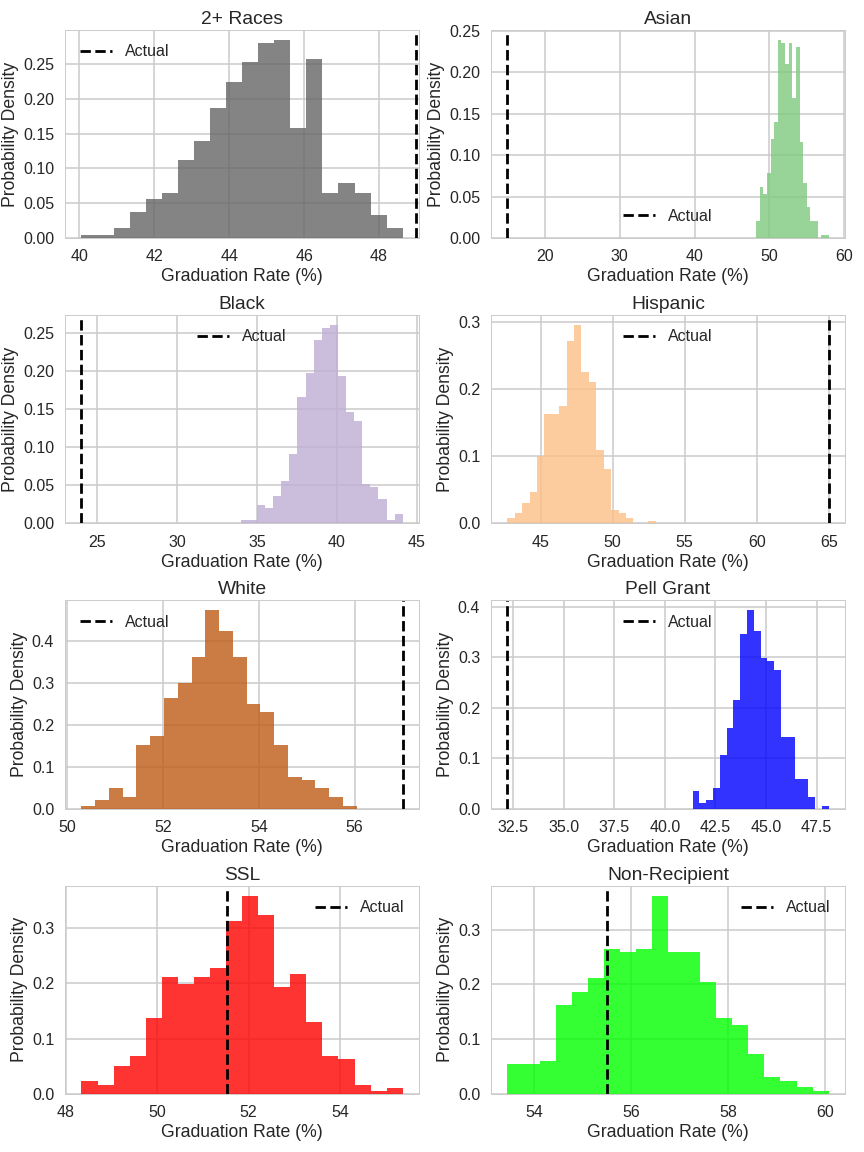 2+ Races
Probability Density
0.25
0.20
0.15
0.10
0.05
0.00
Actual
40 42 44 46 48
Graduation Rate (%)
Asian
Probability Density
0.25
0.20
0.15
0.10
0.05
0.00
Actual
20 30 40 50 60
Graduation Rate (%)
Black
Probability Density
0.25
0.20
0.15
0.10
0.05
0.00
Actual
25 30 35 40 45
Graduation Rate (%)
Hispanic
Probability Density
0.3
0.2
0.1
0.0
Actual
45 50 55 60 65
Graduation Rate (%)
White
Probability Density
0.4
0.3
0.2
0.1
0.0
Actual
50 52 54 56
Graduation Rate (%)
Pell Grant
Probability Density
0.4
0.3
0.2
0.1
0.0
Actual
32.5 35.0 37.5 40.0 42.5 45.0 47.5
Graduation Rate (%)
SSL
Probability Density
0.3
0.2
0.1
0.0
Actual
48 50 52 54
Graduation Rate (%)
Non-Recipient
Probability Density
0.3
0.2
0.1
0.0
Actual
54 56 58 60
Graduation Rate (%)